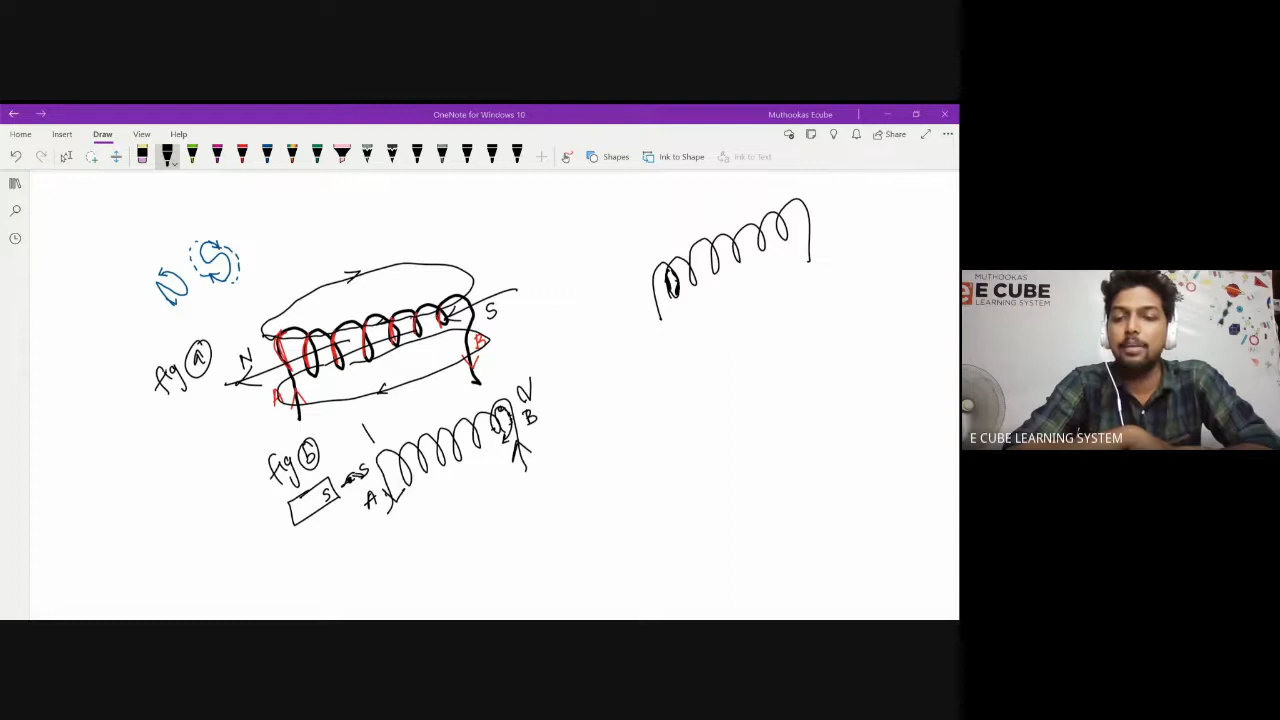 OneNote for Windows 10
Muthookas Ecube
Home Insert Draw View Help
Share
Shapes
Ink to Shape
Ink to Text
N S
S
N
B
fig a
A
N
B
fig b
S
S
A
MUTHOOKAS
E CUBE
LEARNING SYSTEM
E CUBE LEARNING SYSTEM